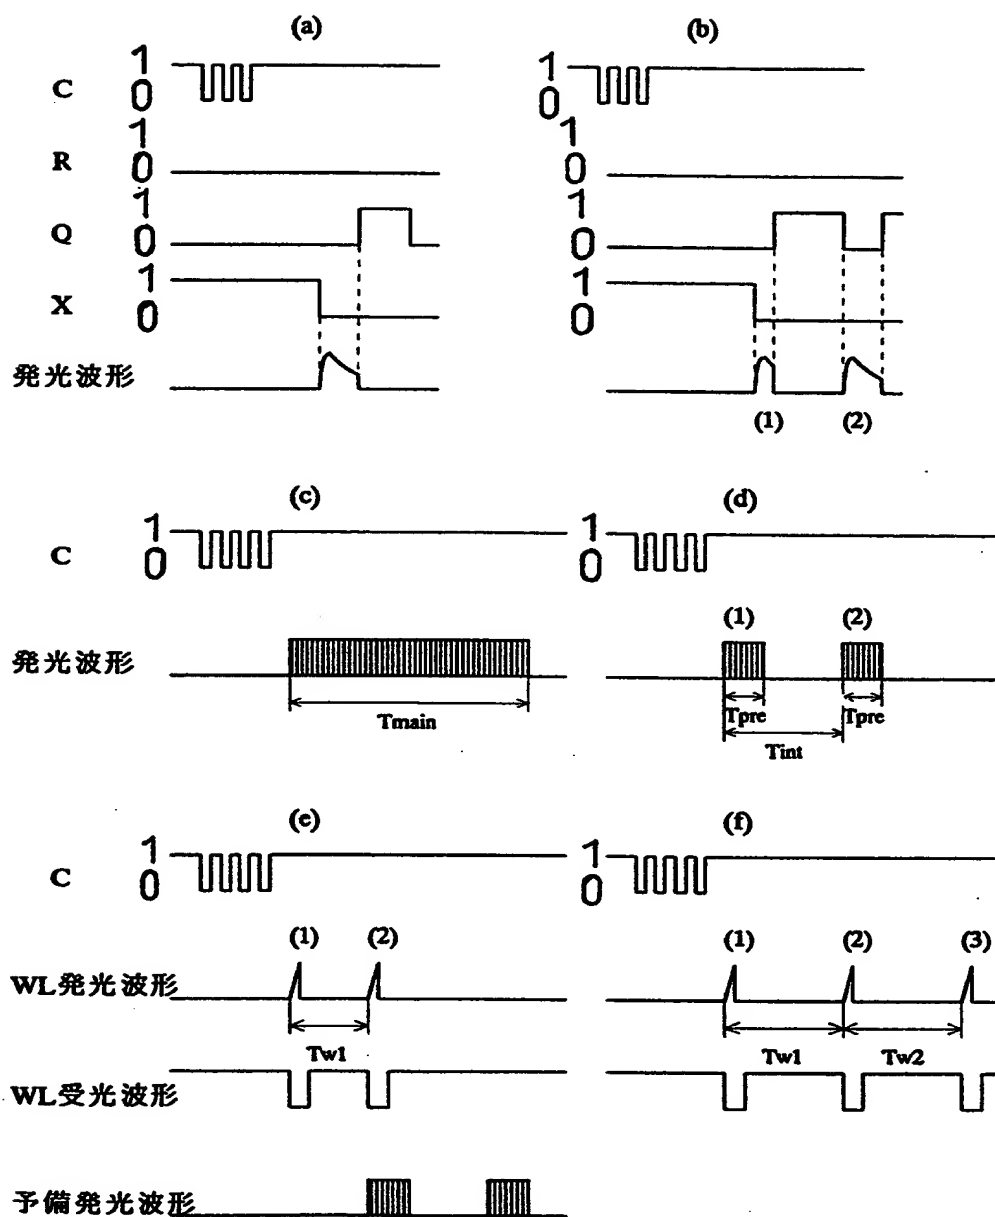 (a) (b)
C 1 0 1 0
R 1 0 1 0
Q 1 0 1 0
X 1 0 1 0
発光波形
(1) (2)
(c) (d)
C 1 0 1 0
(1) (2)
発光波形
Tmain Tpre Tpre
Tint
(e) (f)
C 1 0 1 0
(1) (2) (1) (2) (3)
WL発光波形
Tw1 Tw1 Tw2
WL受光波形
予備発光波形